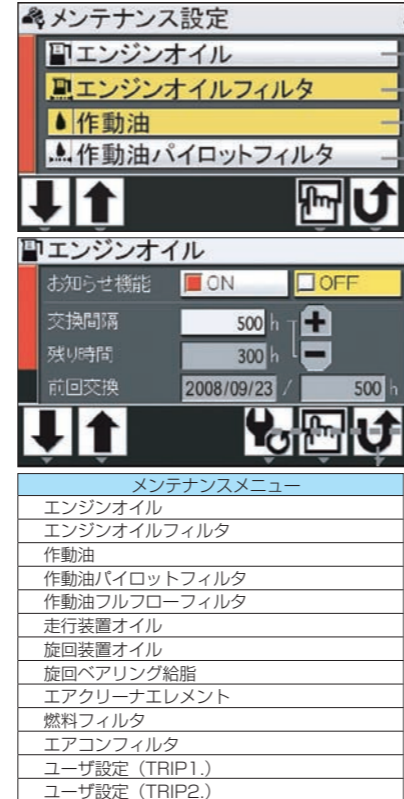 メンテナンス設定
エンジンオイル
エンジンオイルフィルタ
作動油
作動油パイロットフィルタ
エンジンオイル
お知らせ機能 ON OFF
交換間隔 500 h +
残り時間 300 h −
前回交換 2008/09/23 / 500 h
メンテナンスメニュー
エンジンオイル
エンジンオイルフィルタ
作動油
作動油パイロットフィルタ
作動油フルフローフィルタ
走行装置オイル
旋回装置オイル
旋回ベアリング給脂
エアクリーナエレメント
燃料フィルタ
エアコンフィルタ
ユーザ設定（TRIP1.）
ユーザ設定（TRIP2.）